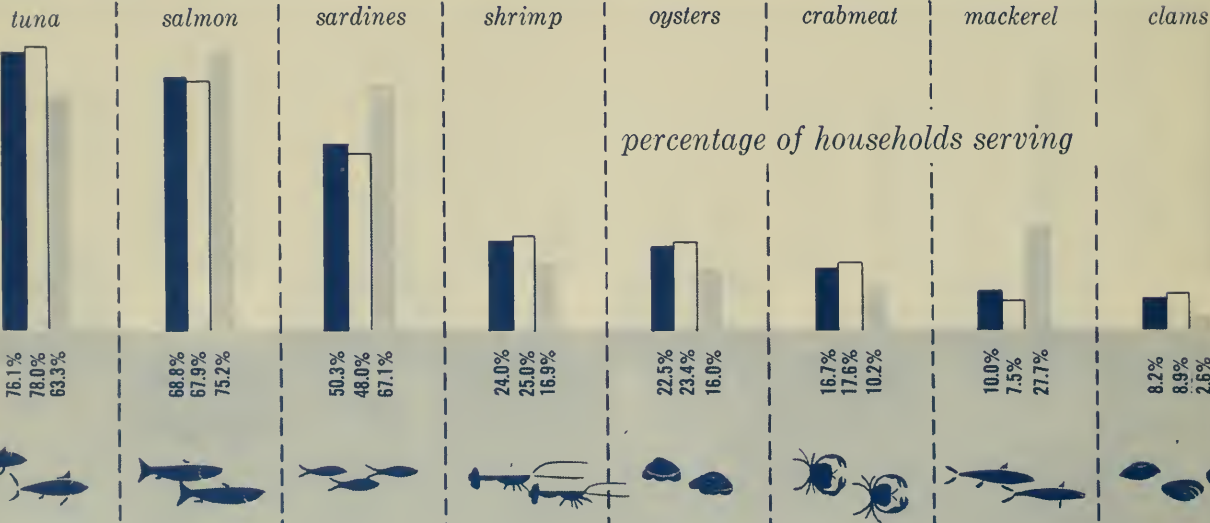 tuna
salmon
sardines
shrimp
oysters
crabmeat
mackerel
clams
percentage of households serving
76.1%
78.0%
63.3%
68.8%
67.9%
75.2%
50.3%
48.0%
67.1%
24.0%
25.0%
16.9%
22.5%
23.4%
16.0%
16.7%
17.6%
10.2%
10.0%
7.5%
27.7%
8.2%
8.9%
2.6%